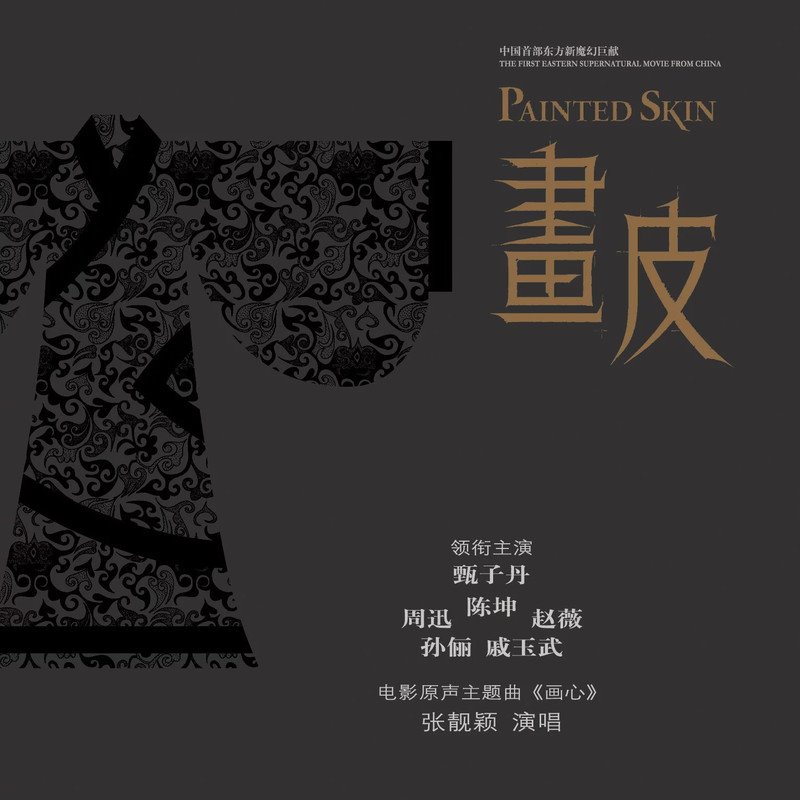 中国首部东方新魔幻巨献
THE FIRST EASTERN SUPERNATURAL MOVIE FROM CHINA
PAINTED SKIN
畫皮
领衔主演
甄子丹
周迅 陈坤 赵薇
孙俪 戚玉武
电影原声主题曲《画心》
张靓颖 演唱